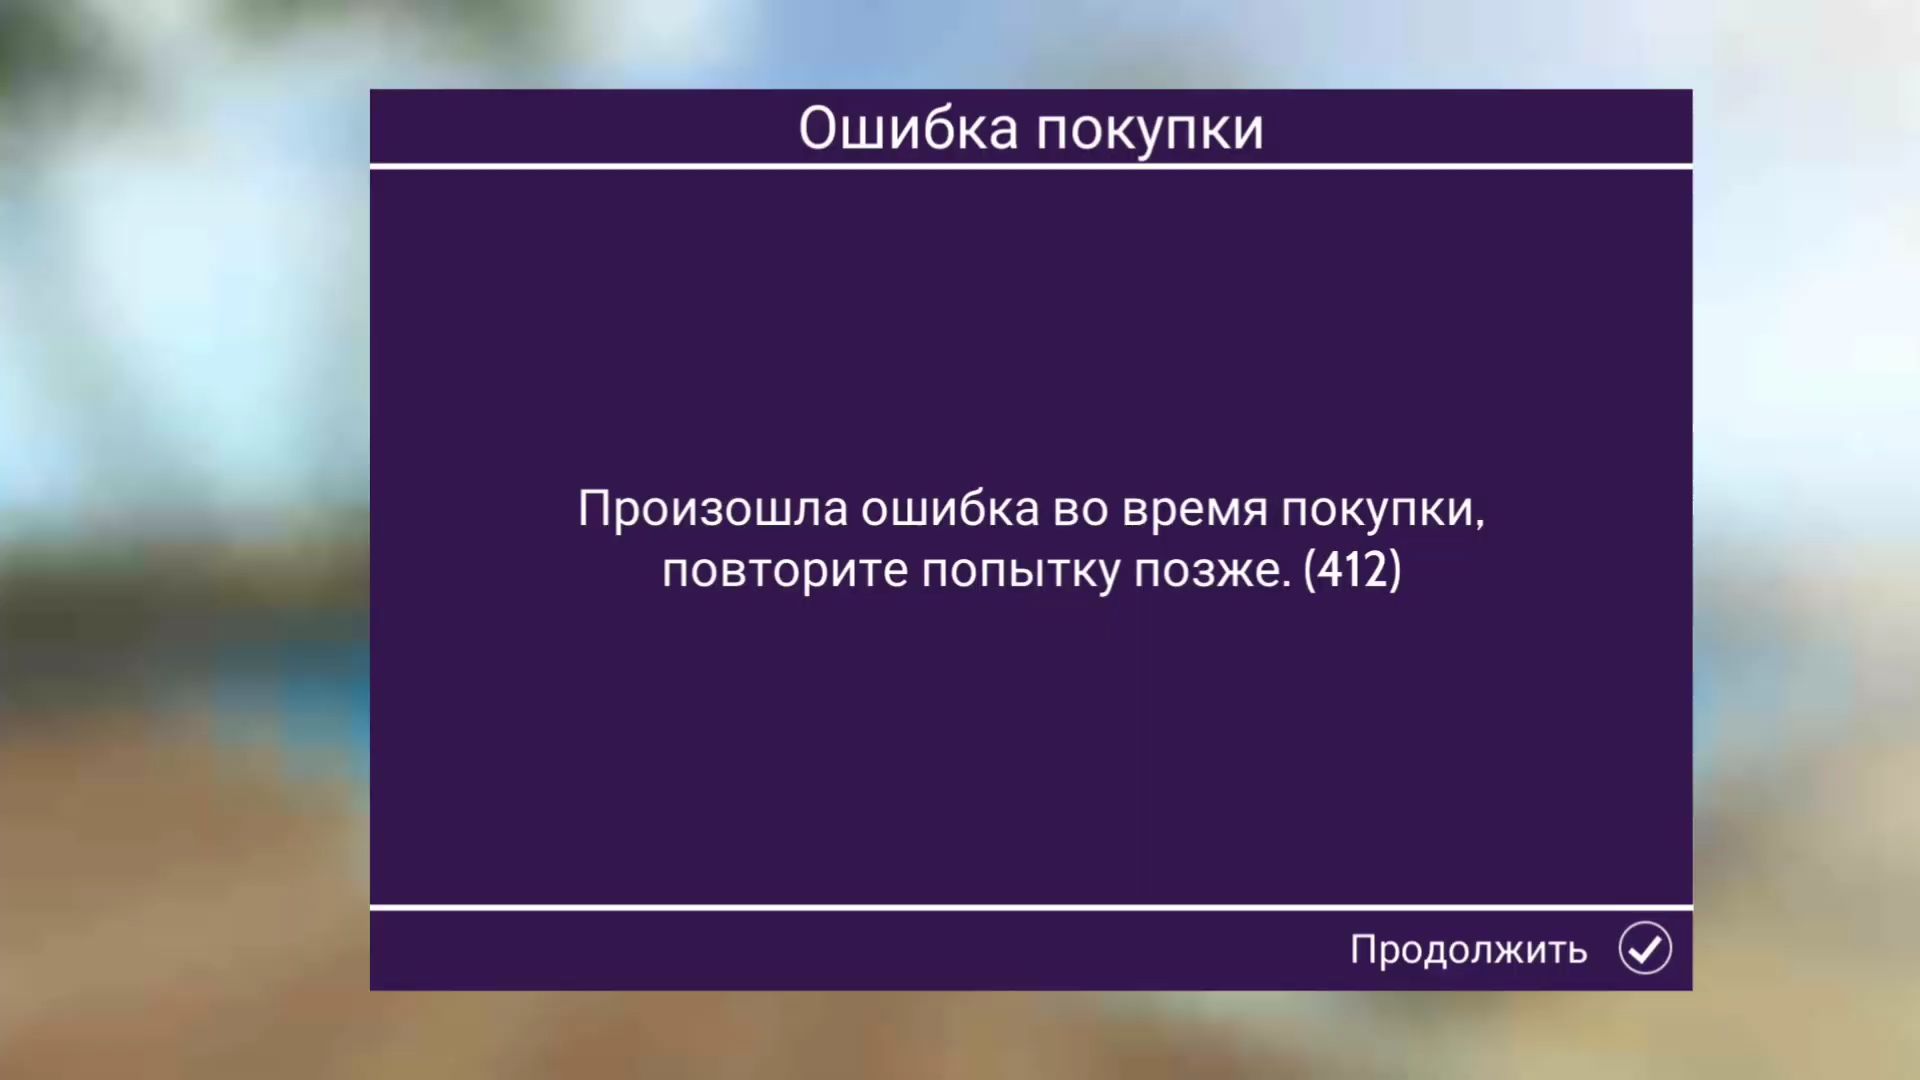 Ошибка покупки
Произошла ошибка во время покупки,
повторите попытку позже. (412)
Продолжить